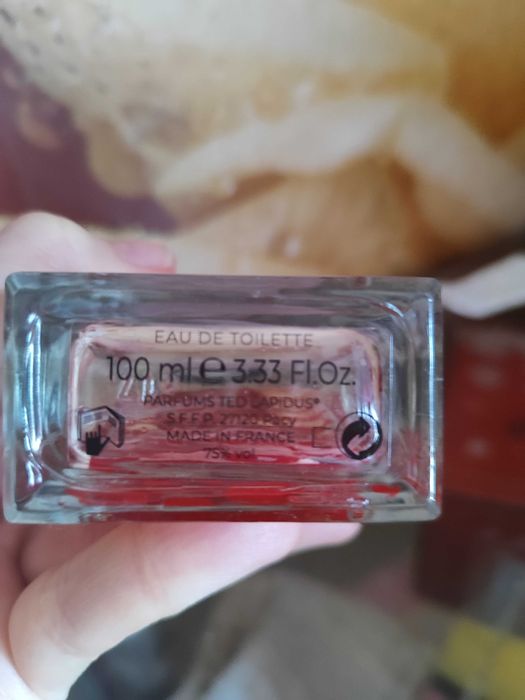 EAU DE TOILETTE
100 ml e 3.33 Fl.Oz.
PARFUMS TED LAPIDUS®
S.F.F.P. 27120 Pacy
MADE IN FRANCE
75% vol